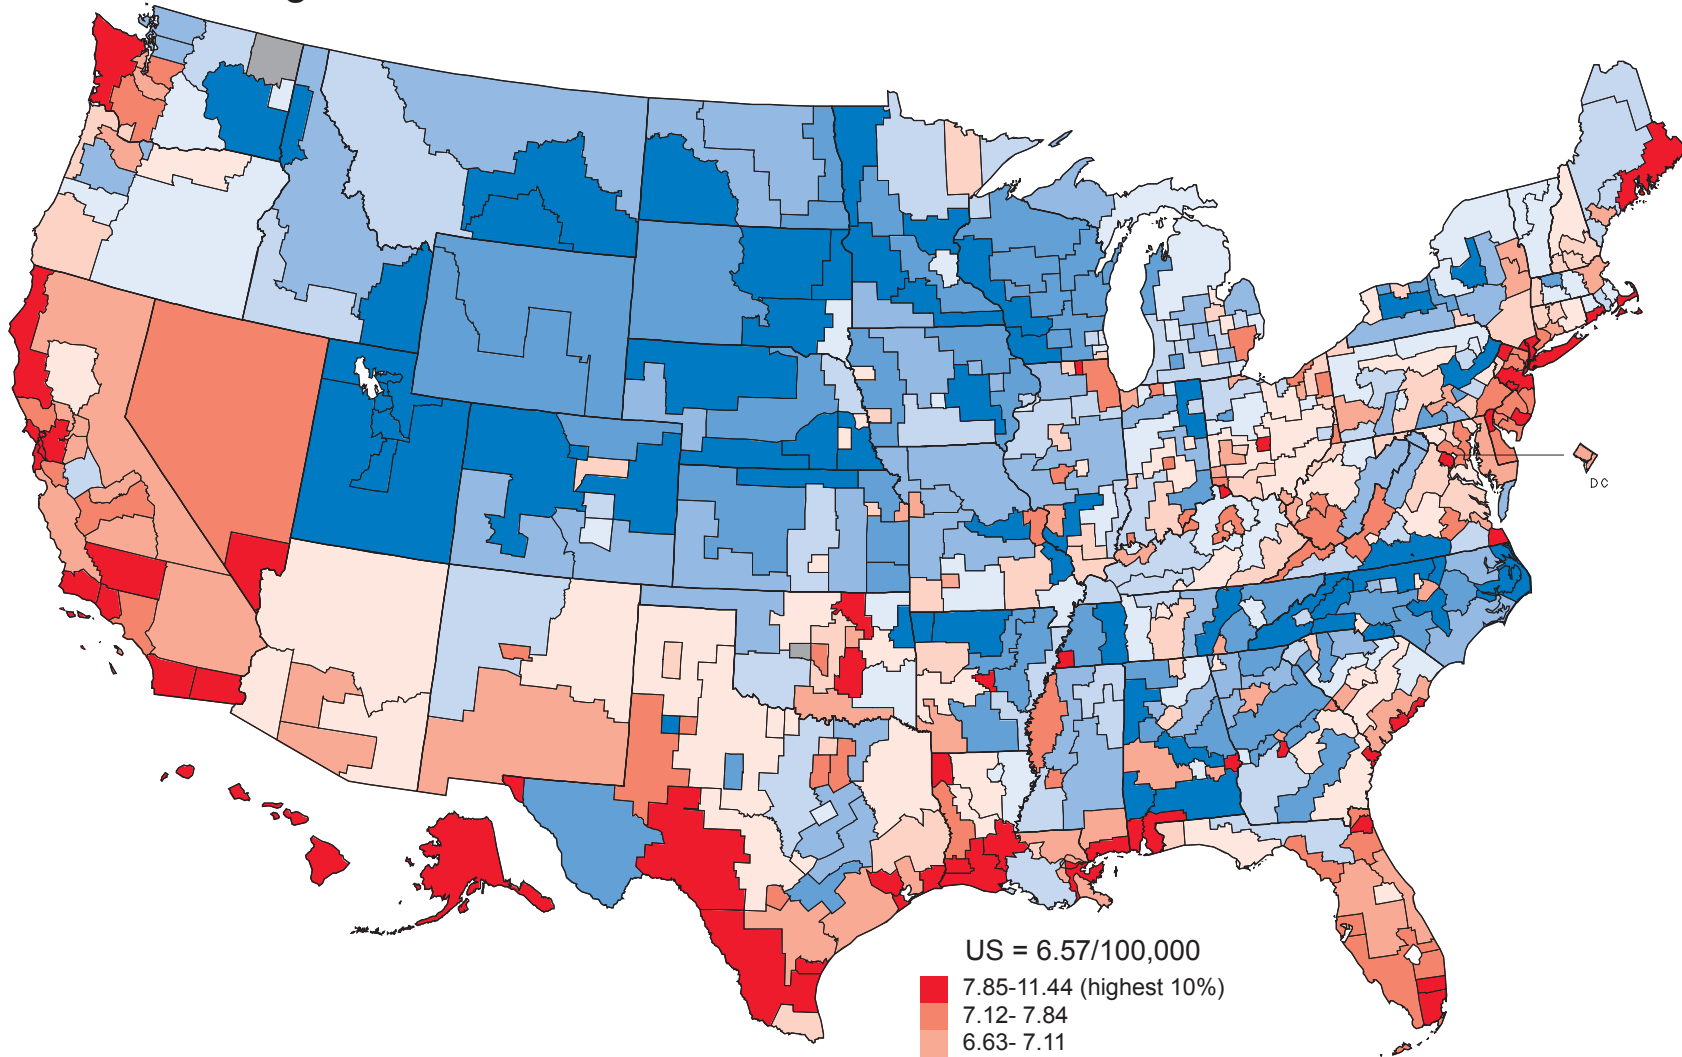 DC
US = 6.57/100,000
7.85-11.44 (highest 10%)
7.12- 7.84
6.63- 7.11